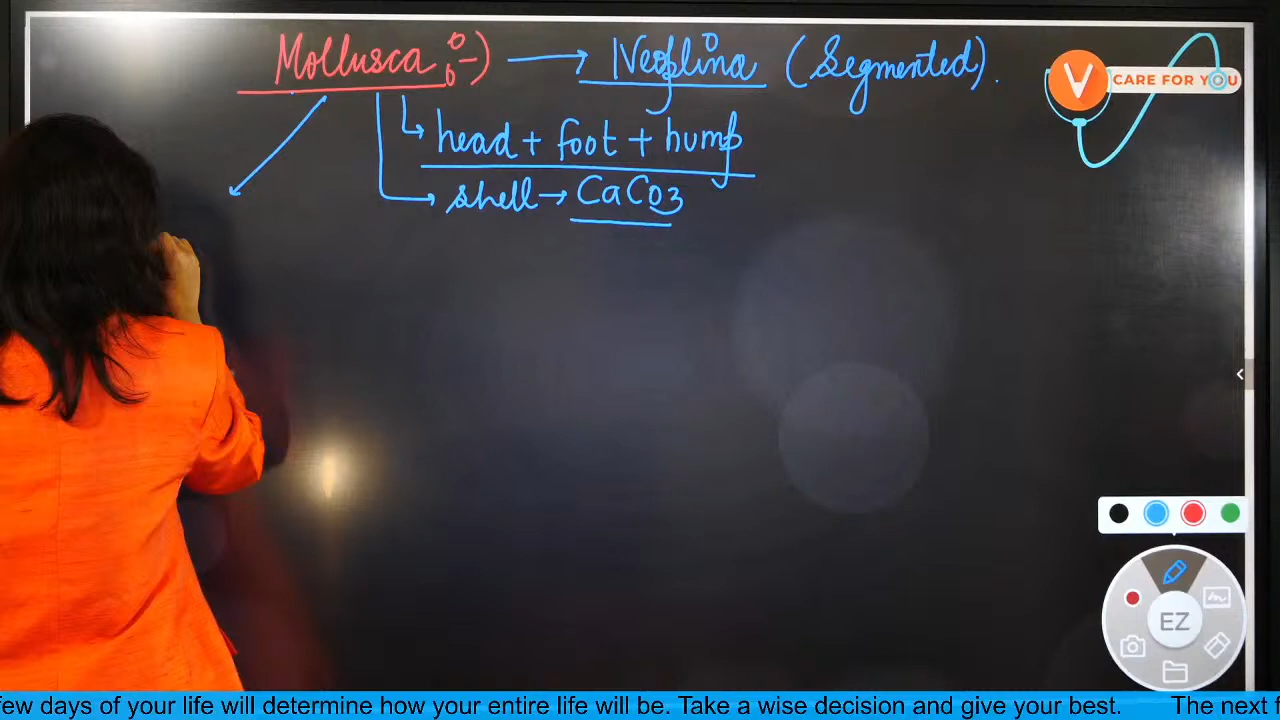 Mollusca :-) → Neoplina (Segmented).
CARE FOR YOU
head + foot + hump
shell → CaCO3
EZ
few days of your life will determine how your entire life will be. Take a wise decision and give your best. The next f